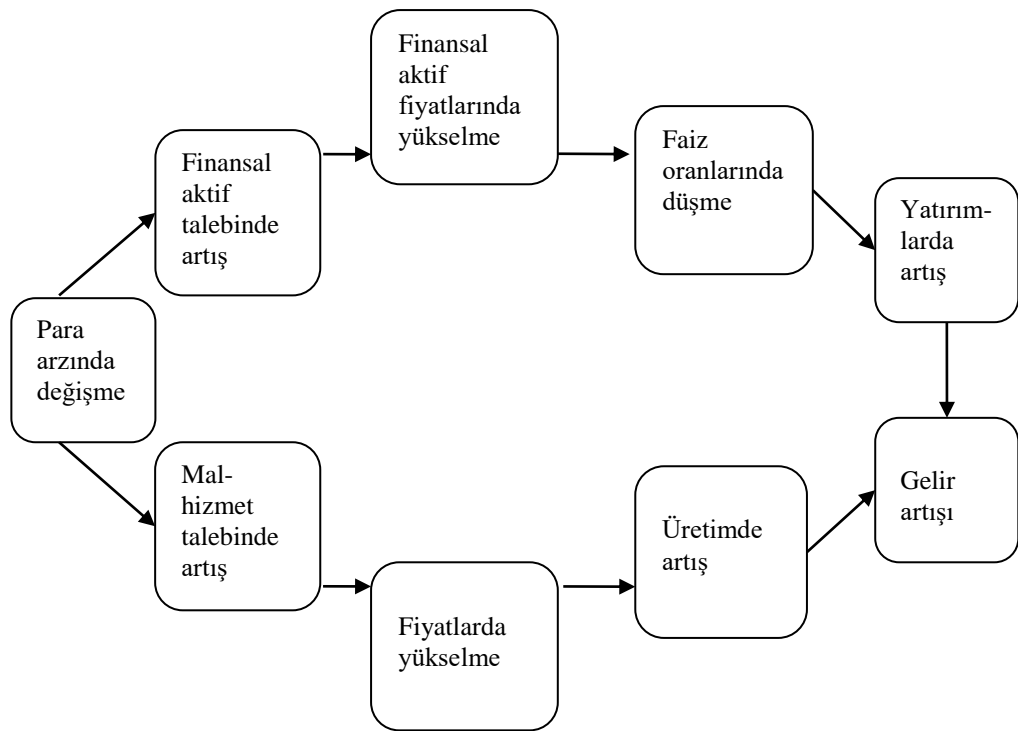 Finansal
aktif
fiyatlarında
yükselme
Finansal
aktif
talebinde
artış
Faiz
oranlarında
düşme
Yatırım-
larda
artış
Para
arzında
değişme
Mal-
hizmet
talebinde
artış
Fiyatlarda
yükselme
Üretimde
artış
Gelir
artışı